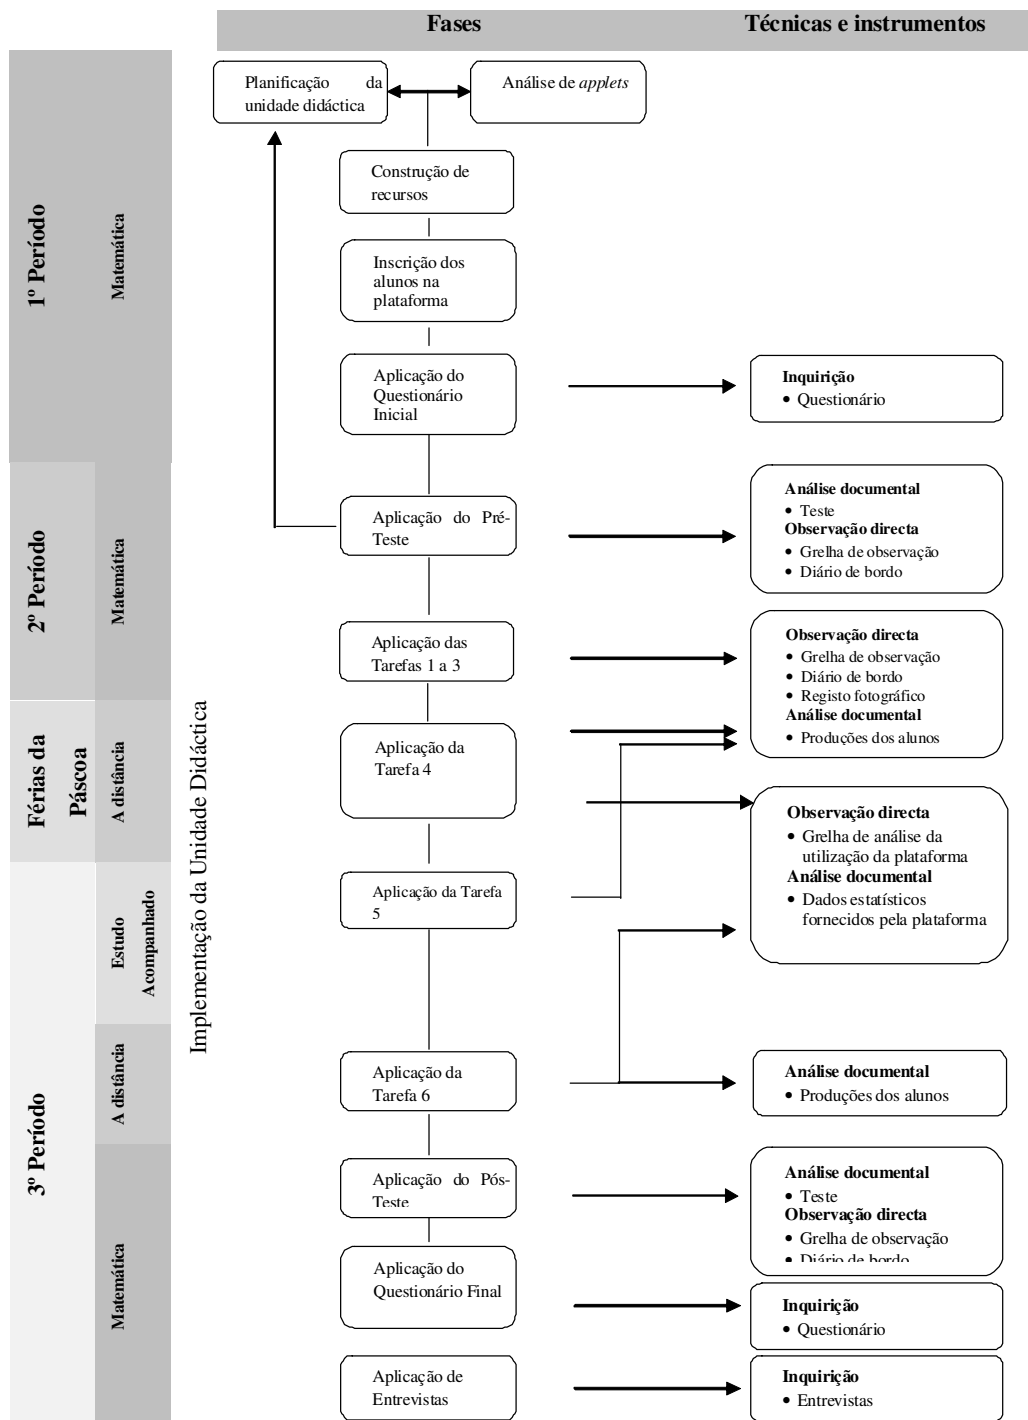 Fases
Técnicas e instrumentos
1º Período
Matemática
Planificação da
unidade didáctica
Análise de applets
Construção de
recursos
Inscrição dos
alunos na
plataforma
Aplicação do
Questionário
Inicial
Inquirição
• Questionário
2º Período
Matemática
Aplicação do Pré-
Teste
Análise documental
• Teste
Observação directa
• Grelha de observação
• Diário de bordo
Aplicação das
Tarefas 1 a 3
Observação directa
• Grelha de observação
• Diário de bordo
• Registo fotográfico
Análise documental
• Produções dos alunos
Implementação da Unidade Didáctica
Férias da
Páscoa
A distância
Aplicação da
Tarefa 4
Observação directa
• Grelha de análise da
utilização da plataforma
Análise documental
• Dados estatísticos
fornecidos pela plataforma
3º Período
Estudo
Acompanhado
Aplicação da Tarefa
5
A distância
Aplicação da
Tarefa 6
Análise documental
• Produções dos alunos
Matemática
Aplicação do Pós-
Teste
Análise documental
• Teste
Observação directa
• Grelha de observação
• Diário de bordo
Aplicação do
Questionário Final
Inquirição
• Questionário
Aplicação de
Entrevistas
Inquirição
• Entrevistas